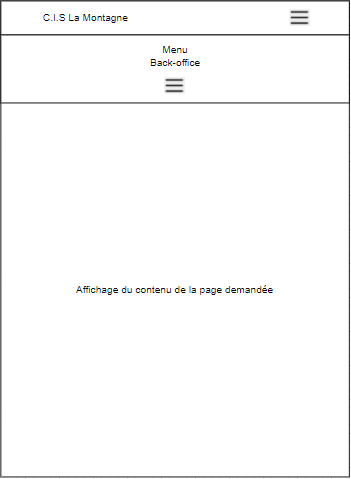 C.I.S La Montagne
Menu
Back-office
Affichage du contenu de la page demandée